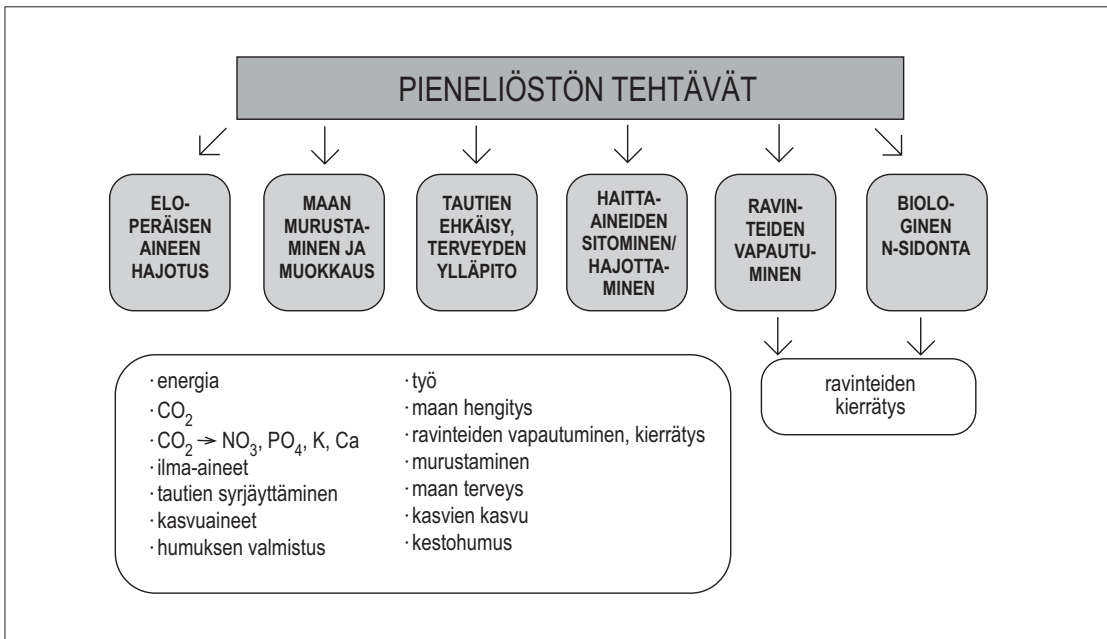 PIENELIÖSTÖN TEHTÄVÄT
ELO-
PERÄISEN
AINEEN
HAJOTUS
MAAN
MURUSTA-
MINEN JA
MUOKKAUS
TAUTIEN
EHKÄISY,
TERVEYDEN
YLLÄPITO
HAITTA-
AINEIDEN
SITOMINEN/
HAJOTTA-
MINEN
RAVIN-
TEIDEN
VAPAUTU-
MINEN
BIOLO-
GINEN
N-SIDONTA
· energia
· CO₂
· CO₂ → NO₃, PO₄, K, Ca
· ilma-aineet
· tautien syrjäyttäminen
· kasvuaineet
· humuksen valmistus
· työ
· maan hengitys
· ravinteiden vapautuminen, kierrätys
· murustaminen
· maan terveys
· kasvien kasvu
· kestohumus
ravinteiden
kierrätys